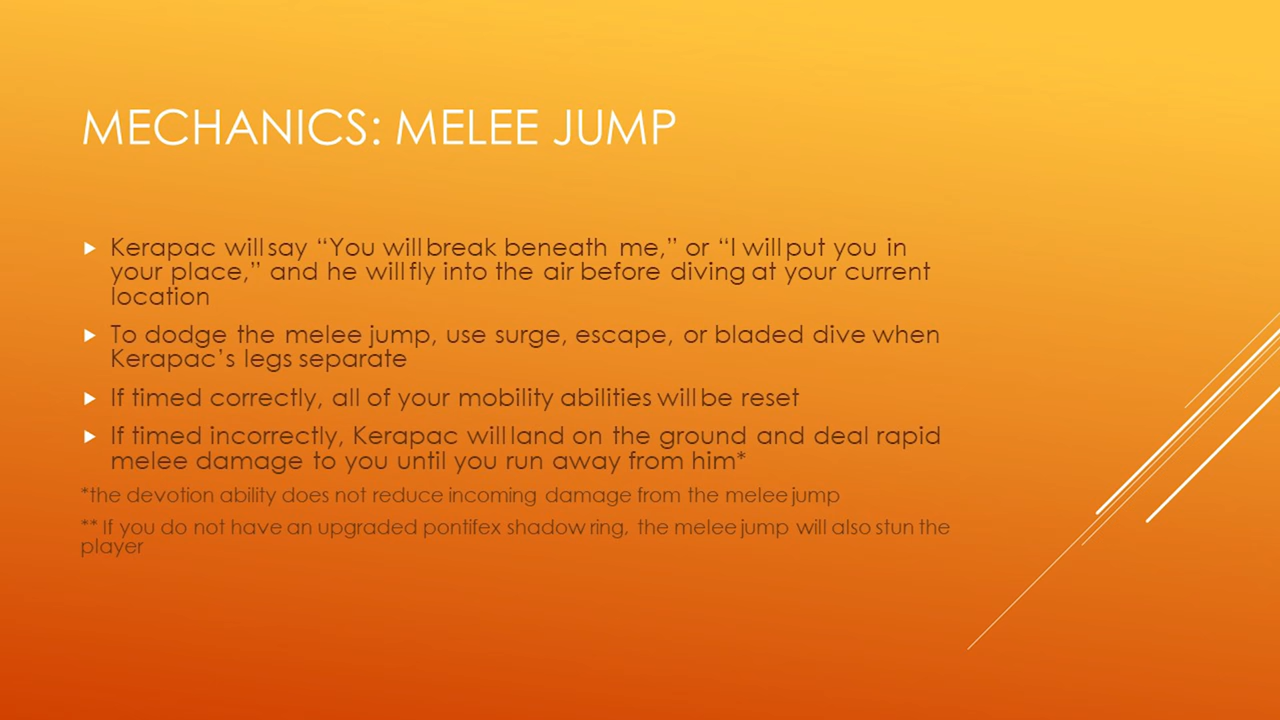 MECHANICS: MELEE JUMP
Kerapac will say “You will break beneath me,” or “I will put you in
your place,” and he will fly into the air before diving at your current
location
To dodge the melee jump, use surge, escape, or bladed dive when
Kerapac’s legs separate
If timed correctly, all of your mobility abilities will be reset
If timed incorrectly, Kerapac will land on the ground and deal rapid
melee damage to you until you run away from him*
*the devotion ability does not reduce incoming damage from the melee jump
** If you do not have an upgraded pontifex shadow ring, the melee jump will also stun the
player